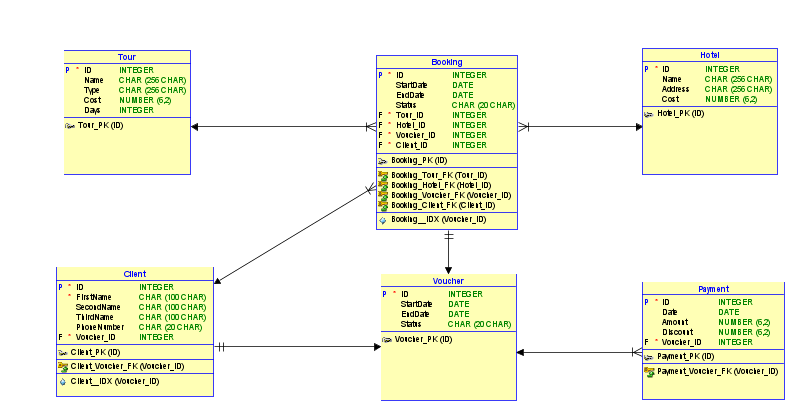 Tour
P * ID INTEGER
Name CHAR (256 CHAR)
Type CHAR (256 CHAR)
Cost NUMBER (6,2)
Days INTEGER
Tour_PK (ID)
Booking
P * ID INTEGER
StartDate DATE
EndDate DATE
Status CHAR (20 CHAR)
F * Tour_ID INTEGER
F * Hotel_ID INTEGER
F * Voucher_ID INTEGER
F * Client_ID INTEGER
Booking_PK (ID)
Booking_Tour_FK (Tour_ID)
Booking_Hotel_FK (Hotel_ID)
Booking_Voucher_FK (Voucher_ID)
Booking_Client_FK (Client_ID)
Booking__IDX (Voucher_ID)
Hotel
P * ID INTEGER
Name CHAR (256 CHAR)
Address CHAR (256 CHAR)
Cost NUMBER (6,2)
Hotel_PK (ID)
Client
P * ID INTEGER
* FirstName CHAR (100 CHAR)
SecondName CHAR (100 CHAR)
ThirdName CHAR (100 CHAR)
PhoneNumber CHAR (20 CHAR)
F * Voucher_ID INTEGER
Client_PK (ID)
Client_Voucher_FK (Voucher_ID)
Client__IDX (Voucher_ID)
Voucher
P * ID INTEGER
StartDate DATE
EndDate DATE
Status CHAR (20 CHAR)
Voucher_PK (ID)
Payment
P * ID INTEGER
Date DATE
Amount NUMBER (6,2)
Discount NUMBER (6,2)
F * Voucher_ID INTEGER
Payment_PK (ID)
Payment_Voucher_FK (Voucher_ID)